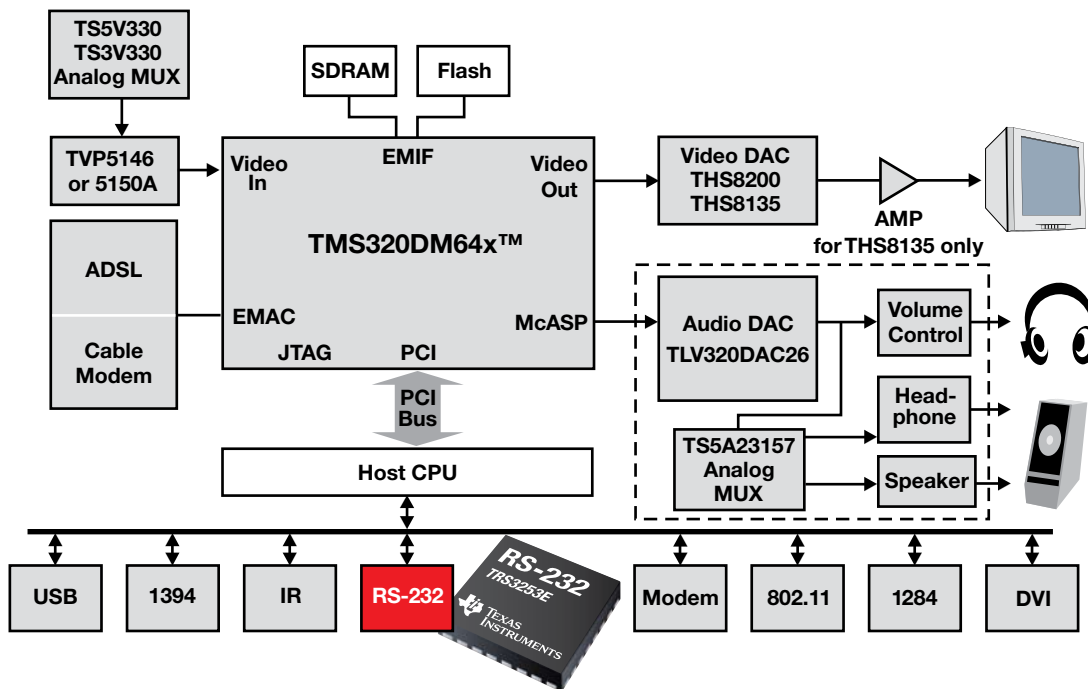 TS5V330
TS3V330
Analog MUX
SDRAM
Flash
TVP5146
or 5150A
Video
In
EMIF
Video
Out
Video DAC
THS8200
THS8135
AMP
for THS8135 only
TMS320DM64x™
ADSL
Cable
Modem
EMAC
JTAG
PCI
McASP
Audio DAC
TLV320DAC26
Volume
Control
Head-
phone
TS5A23157
Analog
MUX
Speaker
PCI
Bus
Host CPU
USB
1394
IR
RS-232
RS-232
TRS3253E
TEXAS
INSTRUMENTS
Modem
802.11
1284
DVI